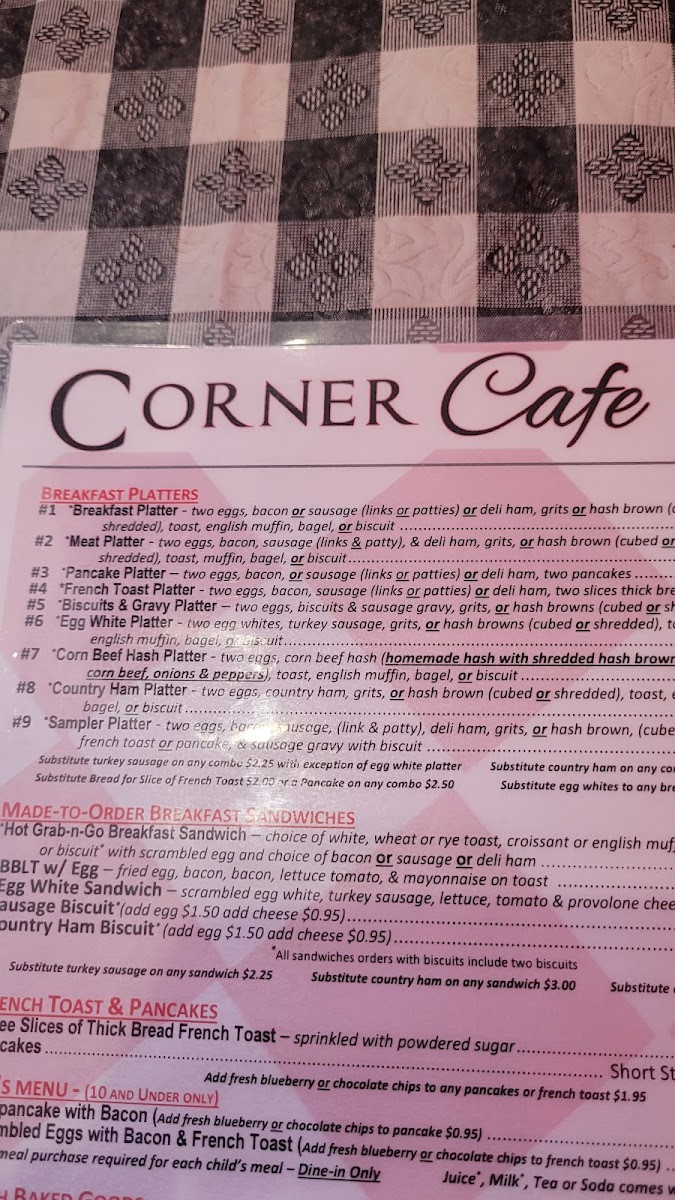 CORNER Cafe
BREAKFAST PLATTERS
#1 *Breakfast Platter - two eggs, bacon or sausage (links or patties) or deli ham, grits or hash brown (
shredded), toast, english muffin, bagel, or biscuit
#2 *Meat Platter - two eggs, bacon, sausage (links & patty), & deli ham, grits, or hash brown (cubed or
shredded), toast, muffin, bagel, or biscuit
#3 *Pancake Platter – two eggs, bacon, or sausage (links or patties) or deli ham, two pancakes
#4 *French Toast Platter - two eggs, bacon, sausage (links or patties) or deli ham, two slices thick bre
#5 *Biscuits & Gravy Platter – two eggs, biscuits & sausage gravy, grits, or hash browns (cubed or sh
#6 *Egg White Platter - two egg whites, turkey sausage, grits, or hash browns (cubed or shredded), to
english muffin, bagel, or biscuit
#7 *Corn Beef Hash Platter - two eggs, corn beef hash (homemade hash with shredded hash brown
corn beef, onions & peppers), toast, english muffin, bagel, or biscuit
#8 *Country Ham Platter - two eggs, country ham, grits, or hash brown (cubed or shredded), toast, e
bagel, or biscuit
#9 *Sampler Platter - two eggs, bacon, sausage, (link & patty), deli ham, grits, or hash brown, (cube
french toast or pancake, & sausage gravy with biscuit
Substitute turkey sausage on any combo $2.25 with exception of egg white platter Substitute country ham on any co
Substitute Bread for Slice of French Toast $2.00 or a Pancake on any combo $2.50 Substitute egg whites to any bre
MADE-TO-ORDER BREAKFAST SANDWICHES
*Hot Grab-n-Go Breakfast Sandwich – choice of white, wheat or rye toast, croissant or english muf
or biscuit* with scrambled egg and choice of bacon or sausage or deli ham
BBLT w/ Egg – fried egg, bacon, bacon, lettuce tomato, & mayonnaise on toast
Egg White Sandwich – scrambled egg white, turkey sausage, lettuce, tomato & provolone chee
ausage Biscuit*(add egg $1.50 add cheese $0.95)
ountry Ham Biscuit* (add egg $1.50 add cheese $0.95)
*All sandwiches orders with biscuits include two biscuits
Substitute turkey sausage on any sandwich $2.25 Substitute country ham on any sandwich $3.00 Substitute
ENCH TOAST & PANCAKES
ee Slices of Thick Bread French Toast – sprinkled with powdered sugar
cakes Short St
Add fresh blueberry or chocolate chips to any pancakes or french toast $1.95
'S MENU - (10 AND UNDER ONLY)
pancake with Bacon (Add fresh blueberry or chocolate chips to pancake $0.95)
mbled Eggs with Bacon & French Toast (Add fresh blueberry or chocolate chips to french toast $0.95)
meal purchase required for each child's meal – Dine-in Only Juice*, Milk*, Tea or Soda comes w
H BAKED GOODS